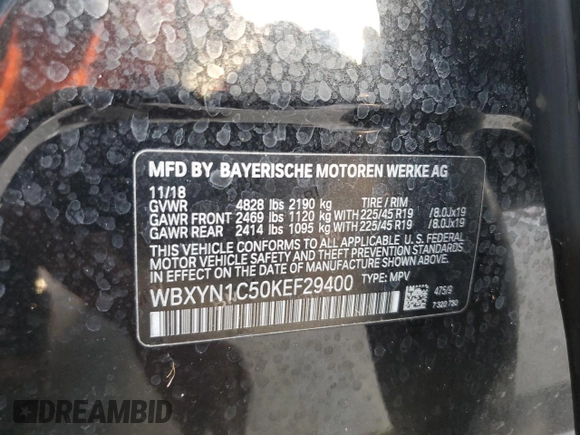 MFD BY BAYERISCHE MOTOREN WERKE AG
11/18
GVWR 4828 lbs 2190 kg TIRE / RIM
GAWR FRONT 2469 lbs 1120 kg WITH 225/45 R19 /8.0Jx19
GAWR REAR 2414 lbs 1095 kg WITH 225/45 R19 /8.0Jx19
THIS VEHICLE CONFORMS TO ALL APPLICABLE U.S. FEDERAL
MOTOR VEHICLE SAFETY AND THEFT PREVENTION STANDARDS
IN EFFECT ON THE DATE OF MANUFACTURE SHOWN ABOVE.
WBXYN1C50KEF29400 TYPE: MPV
475/9
7 320 730
DREAMBID